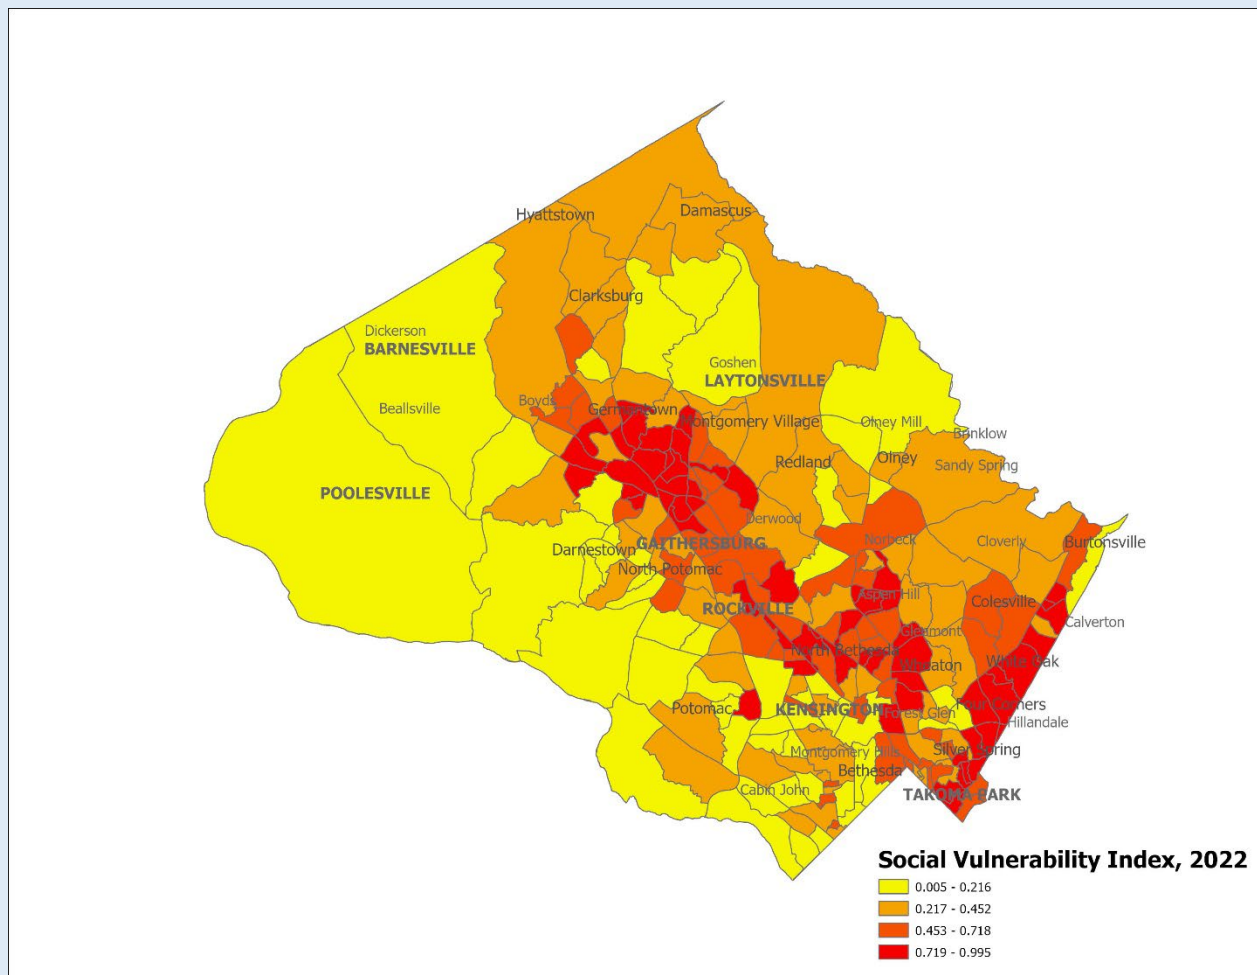 Hyattstown
Damascus
Clarksburg
Dickerson
BARNESVILLE
Goshen
LAYTONSVILLE
Boyds
Beallsville
Germantown
Montgomery Village
Olney Mill
Brinklow
Olney
Redland
Sandy Spring
POOLESVILLE
Derwood
Norbeck
Cloverly
Burtonsville
GAITHERSBURG
Darnestown
North Potomac
Aspen Hill
Colesville
ROCKVILLE
Calverton
Glenmont
North Bethesda
Wheaton
White Oak
Potomac
KENSINGTON
Forest Glen
Four Corners
Hillandale
Montgomery Hills
Silver Spring
Bethesda
Cabin John
TAKOMA PARK
Social Vulnerability Index, 2022
0.005 - 0.216
0.217 - 0.452
0.453 - 0.718
0.719 - 0.995